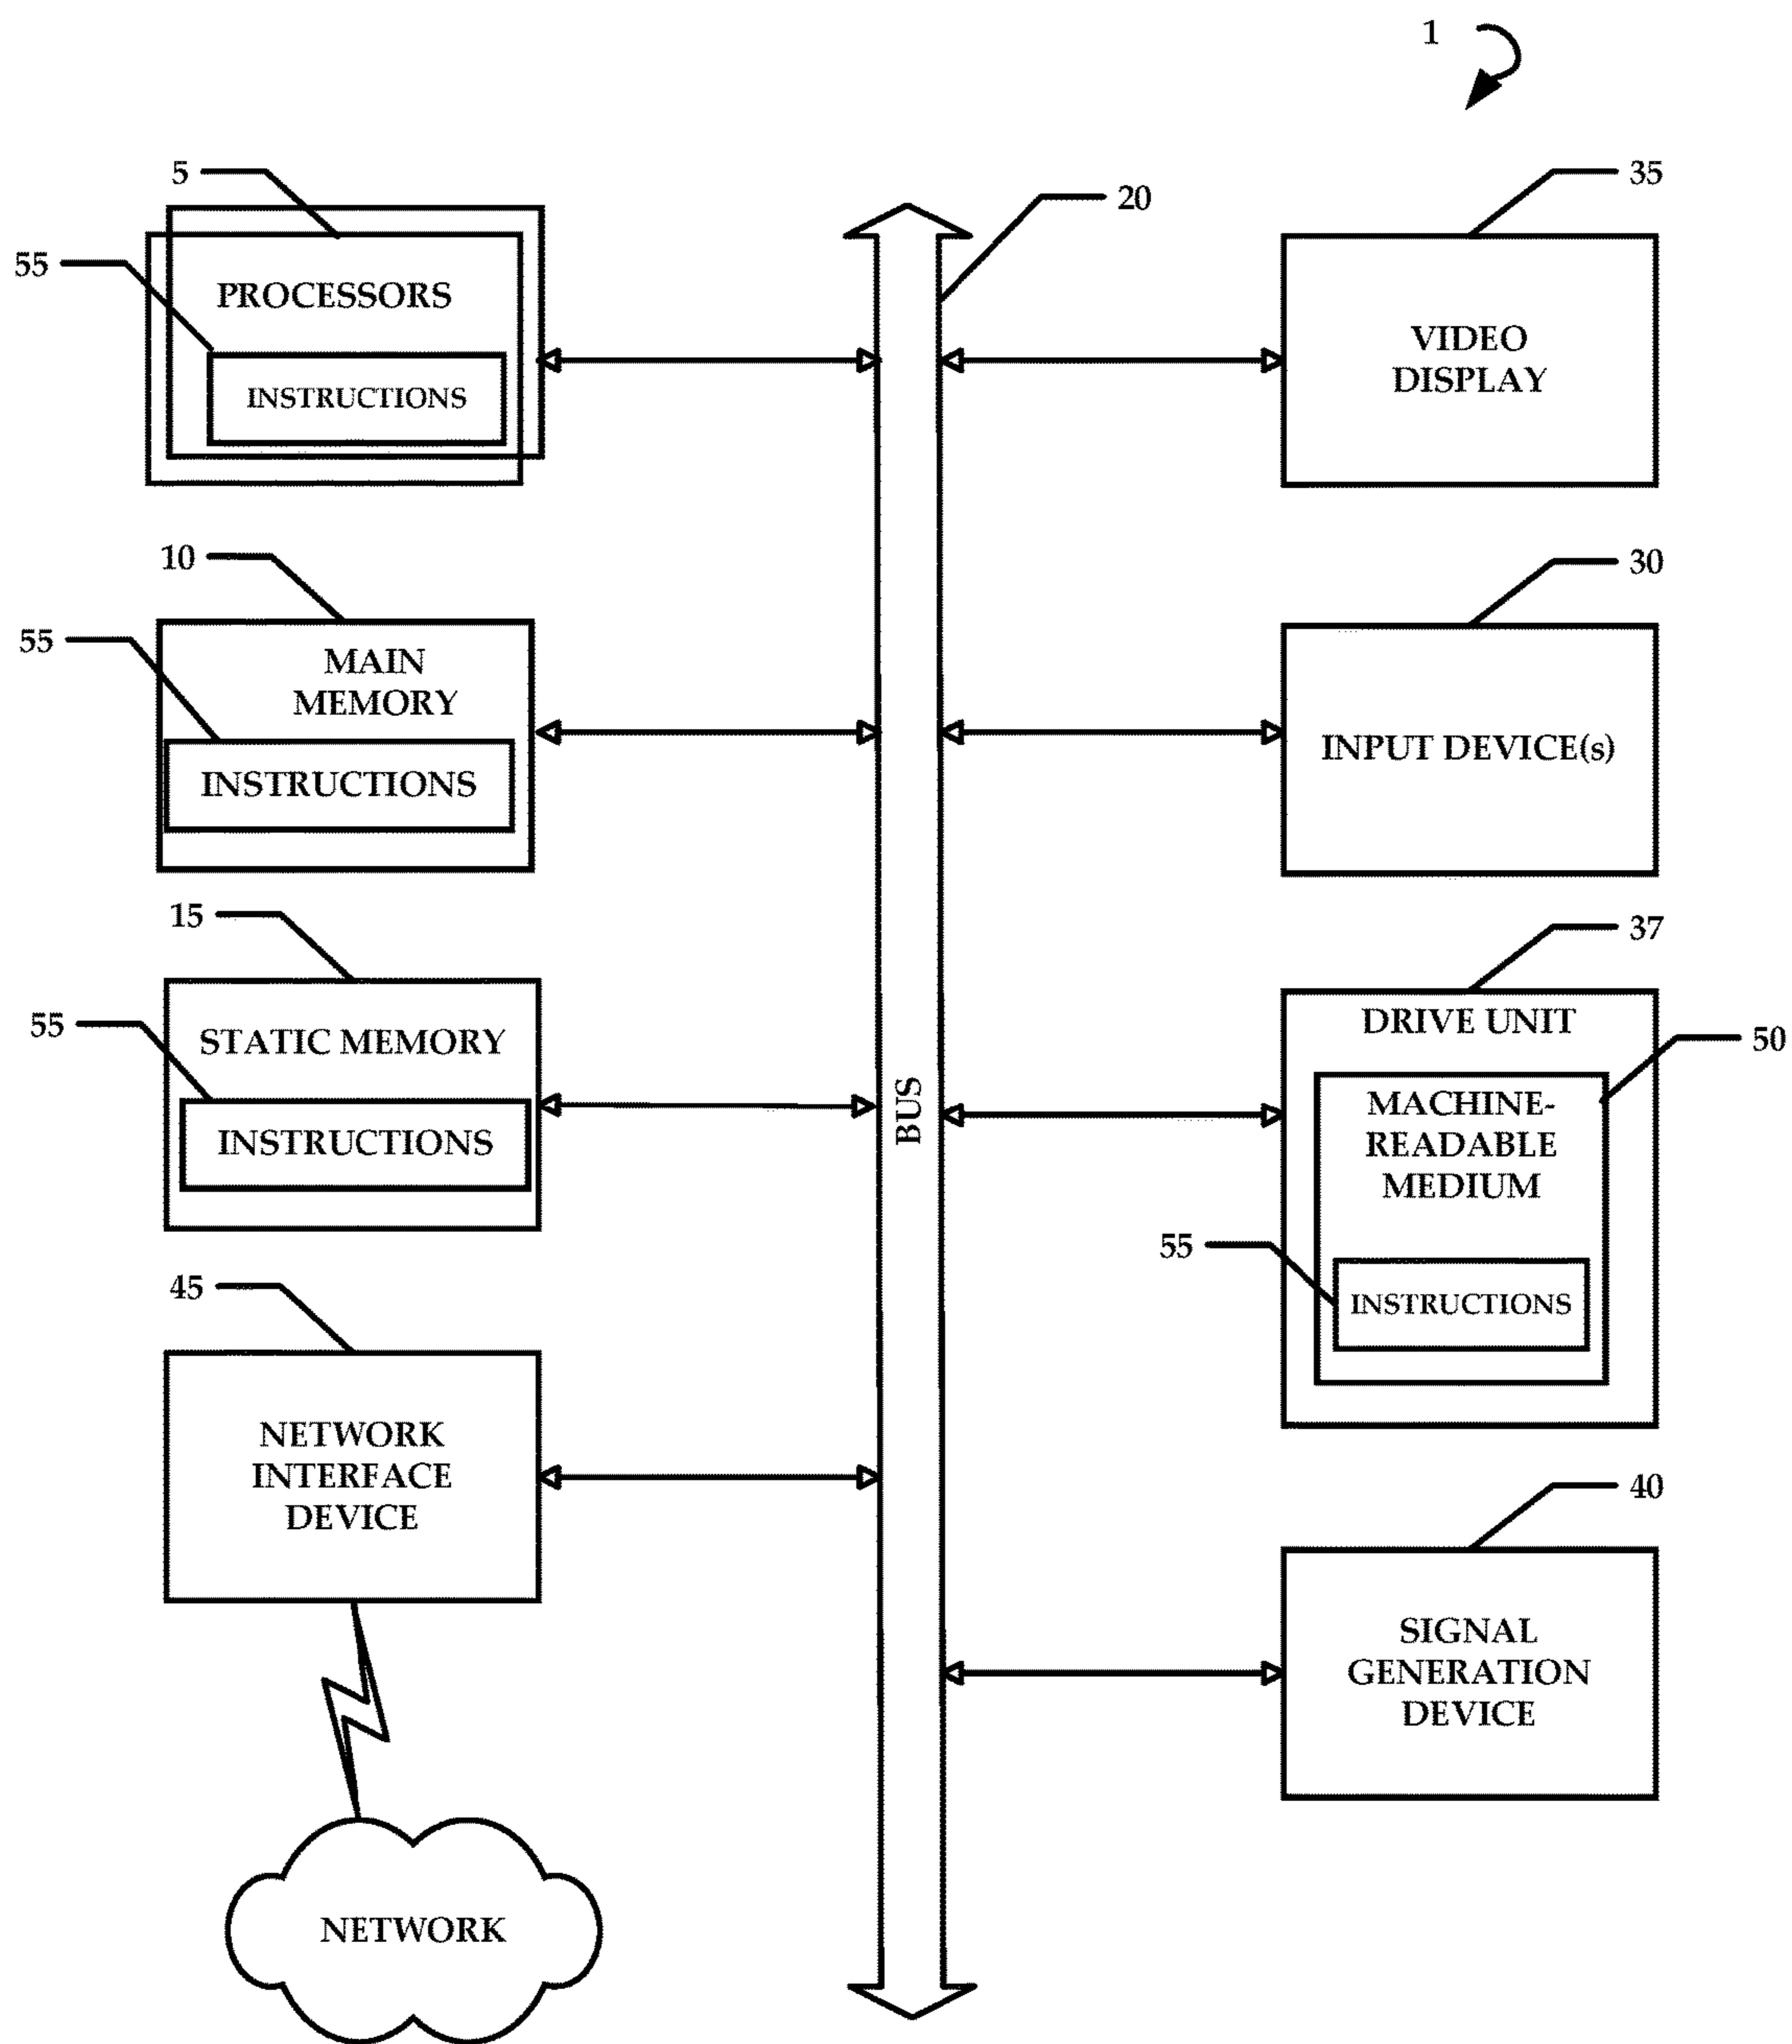 1
5
55
PROCESSORS
INSTRUCTIONS
10
55
MAIN
MEMORY
INSTRUCTIONS
15
55
STATIC MEMORY
INSTRUCTIONS
45
NETWORK
INTERFACE
DEVICE
NETWORK
20
BUS
35
VIDEO
DISPLAY
30
INPUT DEVICE(s)
37
DRIVE UNIT
50
MACHINE-
READABLE
MEDIUM
55
INSTRUCTIONS
40
SIGNAL
GENERATION
DEVICE